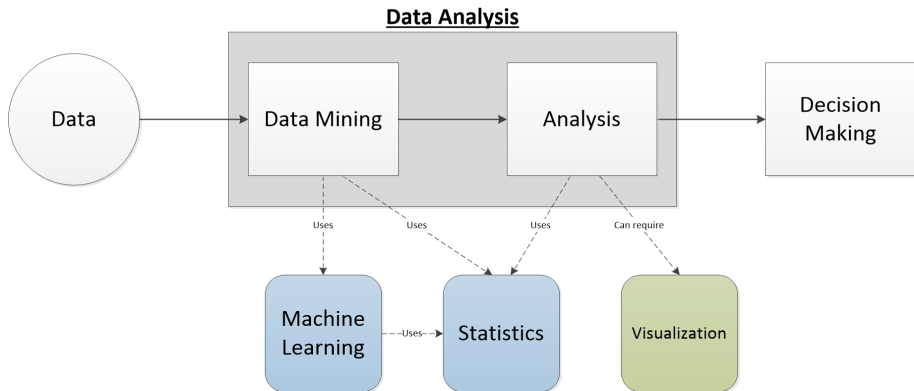 Data Analysis
Data
Data Mining
Analysis
Decision
Making
Uses
Uses
Uses
Can require
Machine
Learning
Uses
Statistics
Visualization